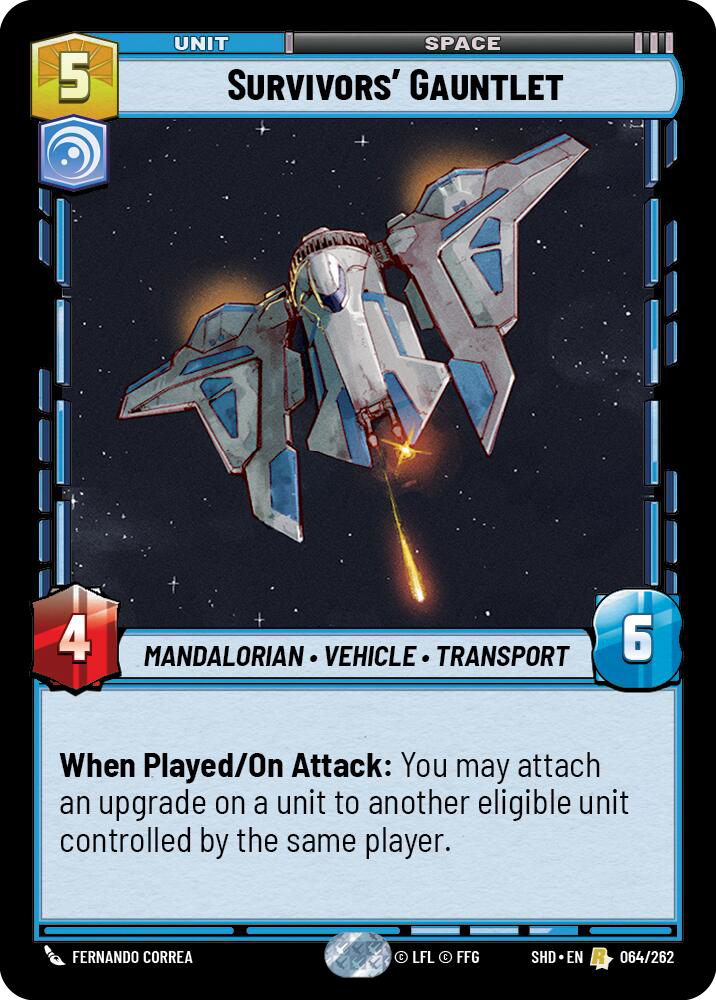 UNIT SPACE
5
SURVIVORS' GAUNTLET
4
MANDALORIAN • VEHICLE • TRANSPORT
6
When Played/On Attack: You may attach
an upgrade on a unit to another eligible unit
controlled by the same player.
FERNANDO CORREA © LFL © FFG SHD • EN R 064/262